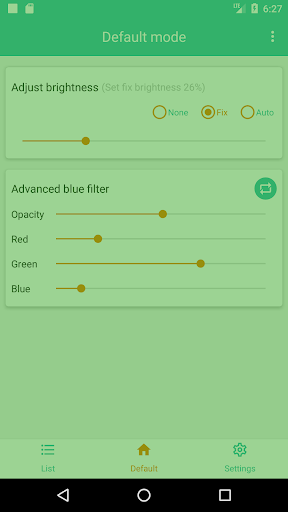 LTE 6:27
Default mode
Adjust brightness (Set fix brightness 26%)
None Fix Auto
Advanced blue filter
Opacity
Red
Green
Blue
List Default Settings